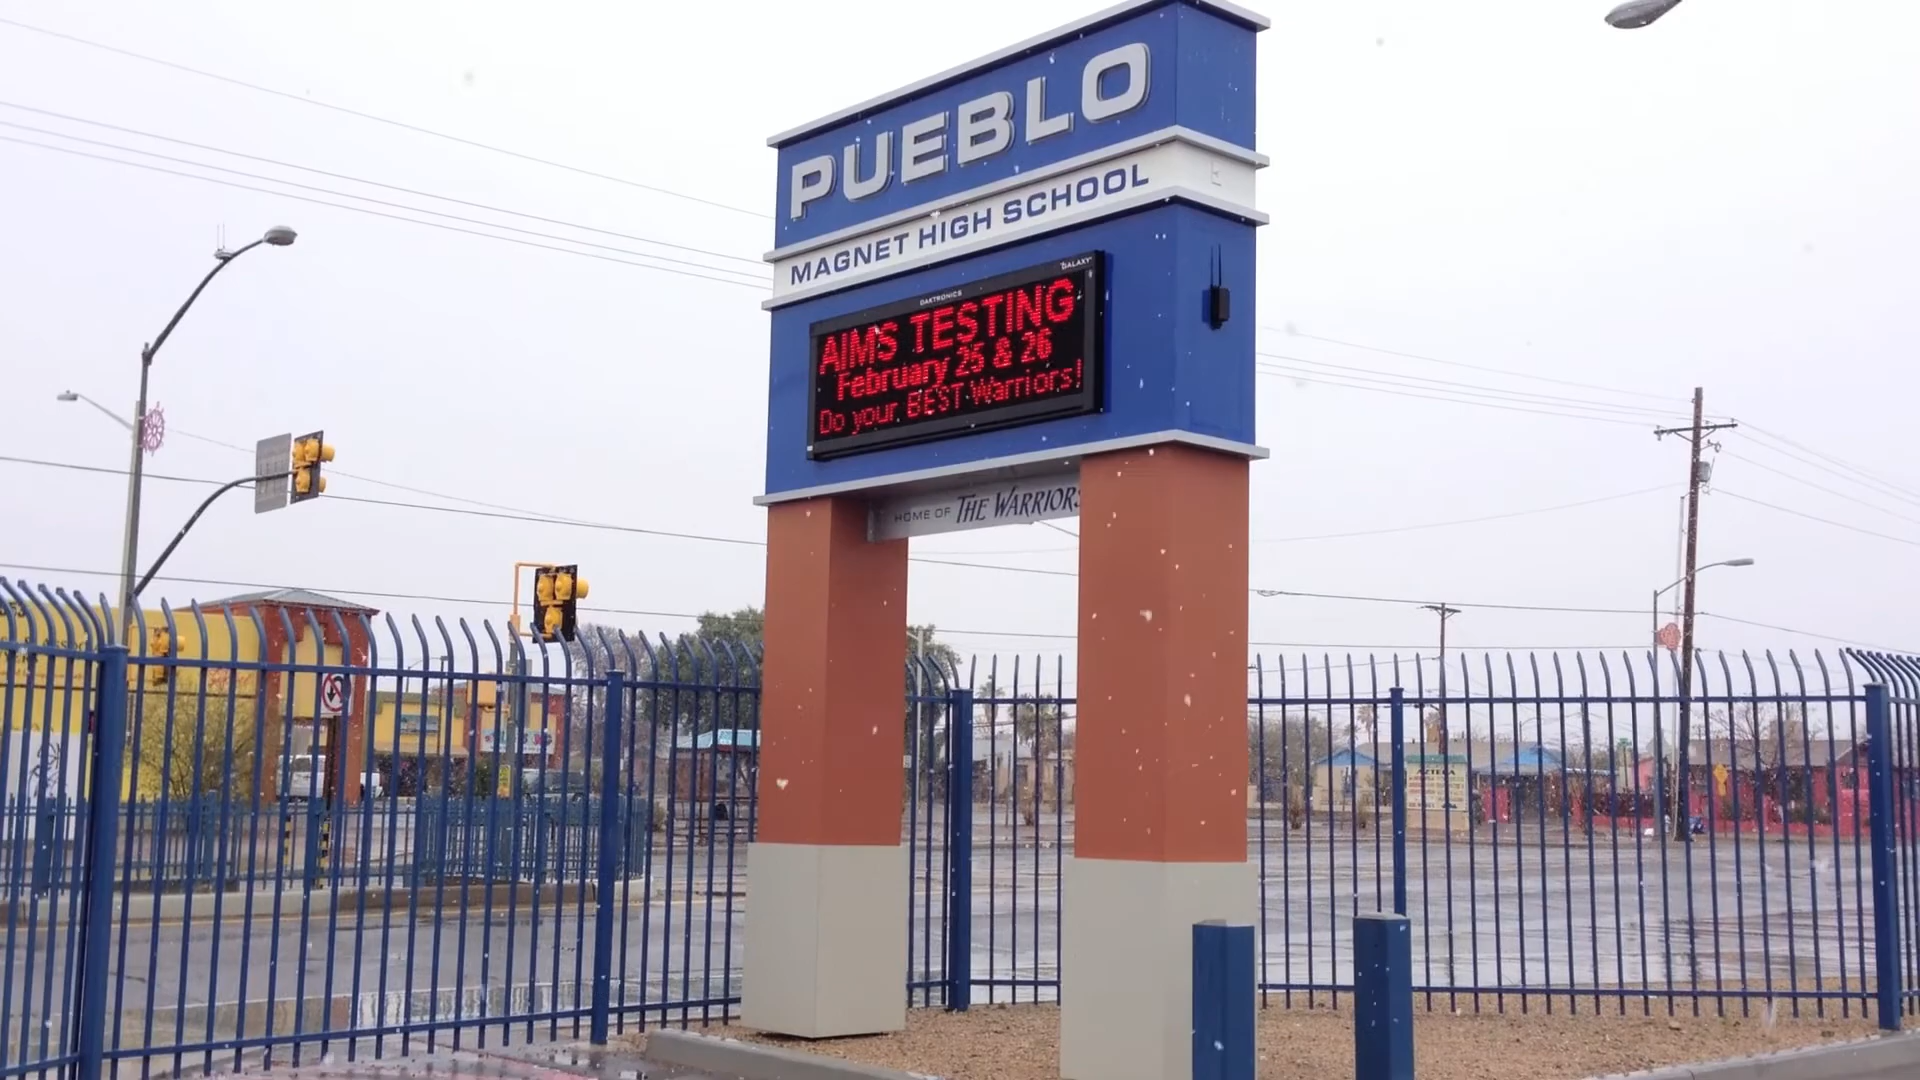 PUEBLO
MAGNET HIGH SCHOOL
DAKTRONICS
GALAXY
AIMS TESTING
February 25 & 26
Do your BEST Warriors!
HOME OF THE WARRIORS
AZTECA